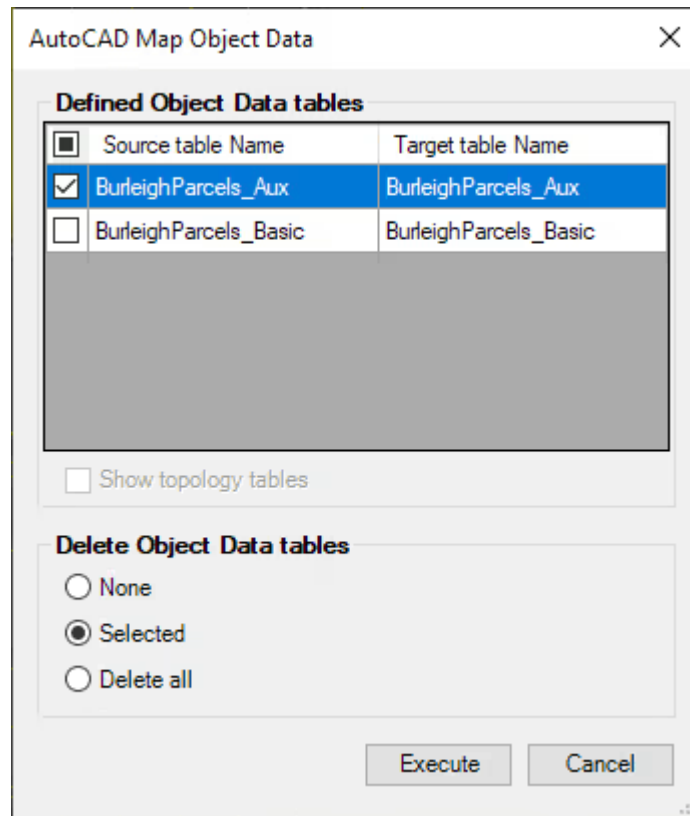 AutoCAD Map Object Data
Defined Object Data tables
Source table Name Target table Name
BurleighParcels_Aux BurleighParcels_Aux
BurleighParcels_Basic BurleighParcels_Basic
Show topology tables
Delete Object Data tables
None
Selected
Delete all
Execute Cancel